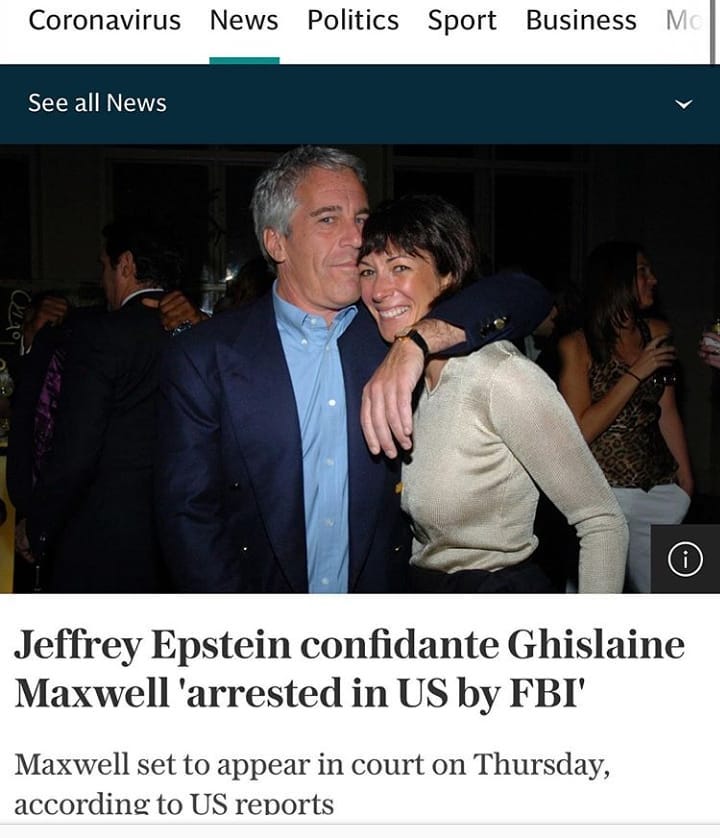 Coronavirus News Politics Sport Business Mo
See all News
Jeffrey Epstein confidante Ghislaine
Maxwell 'arrested in US by FBI'
Maxwell set to appear in court on Thursday,
according to US reports